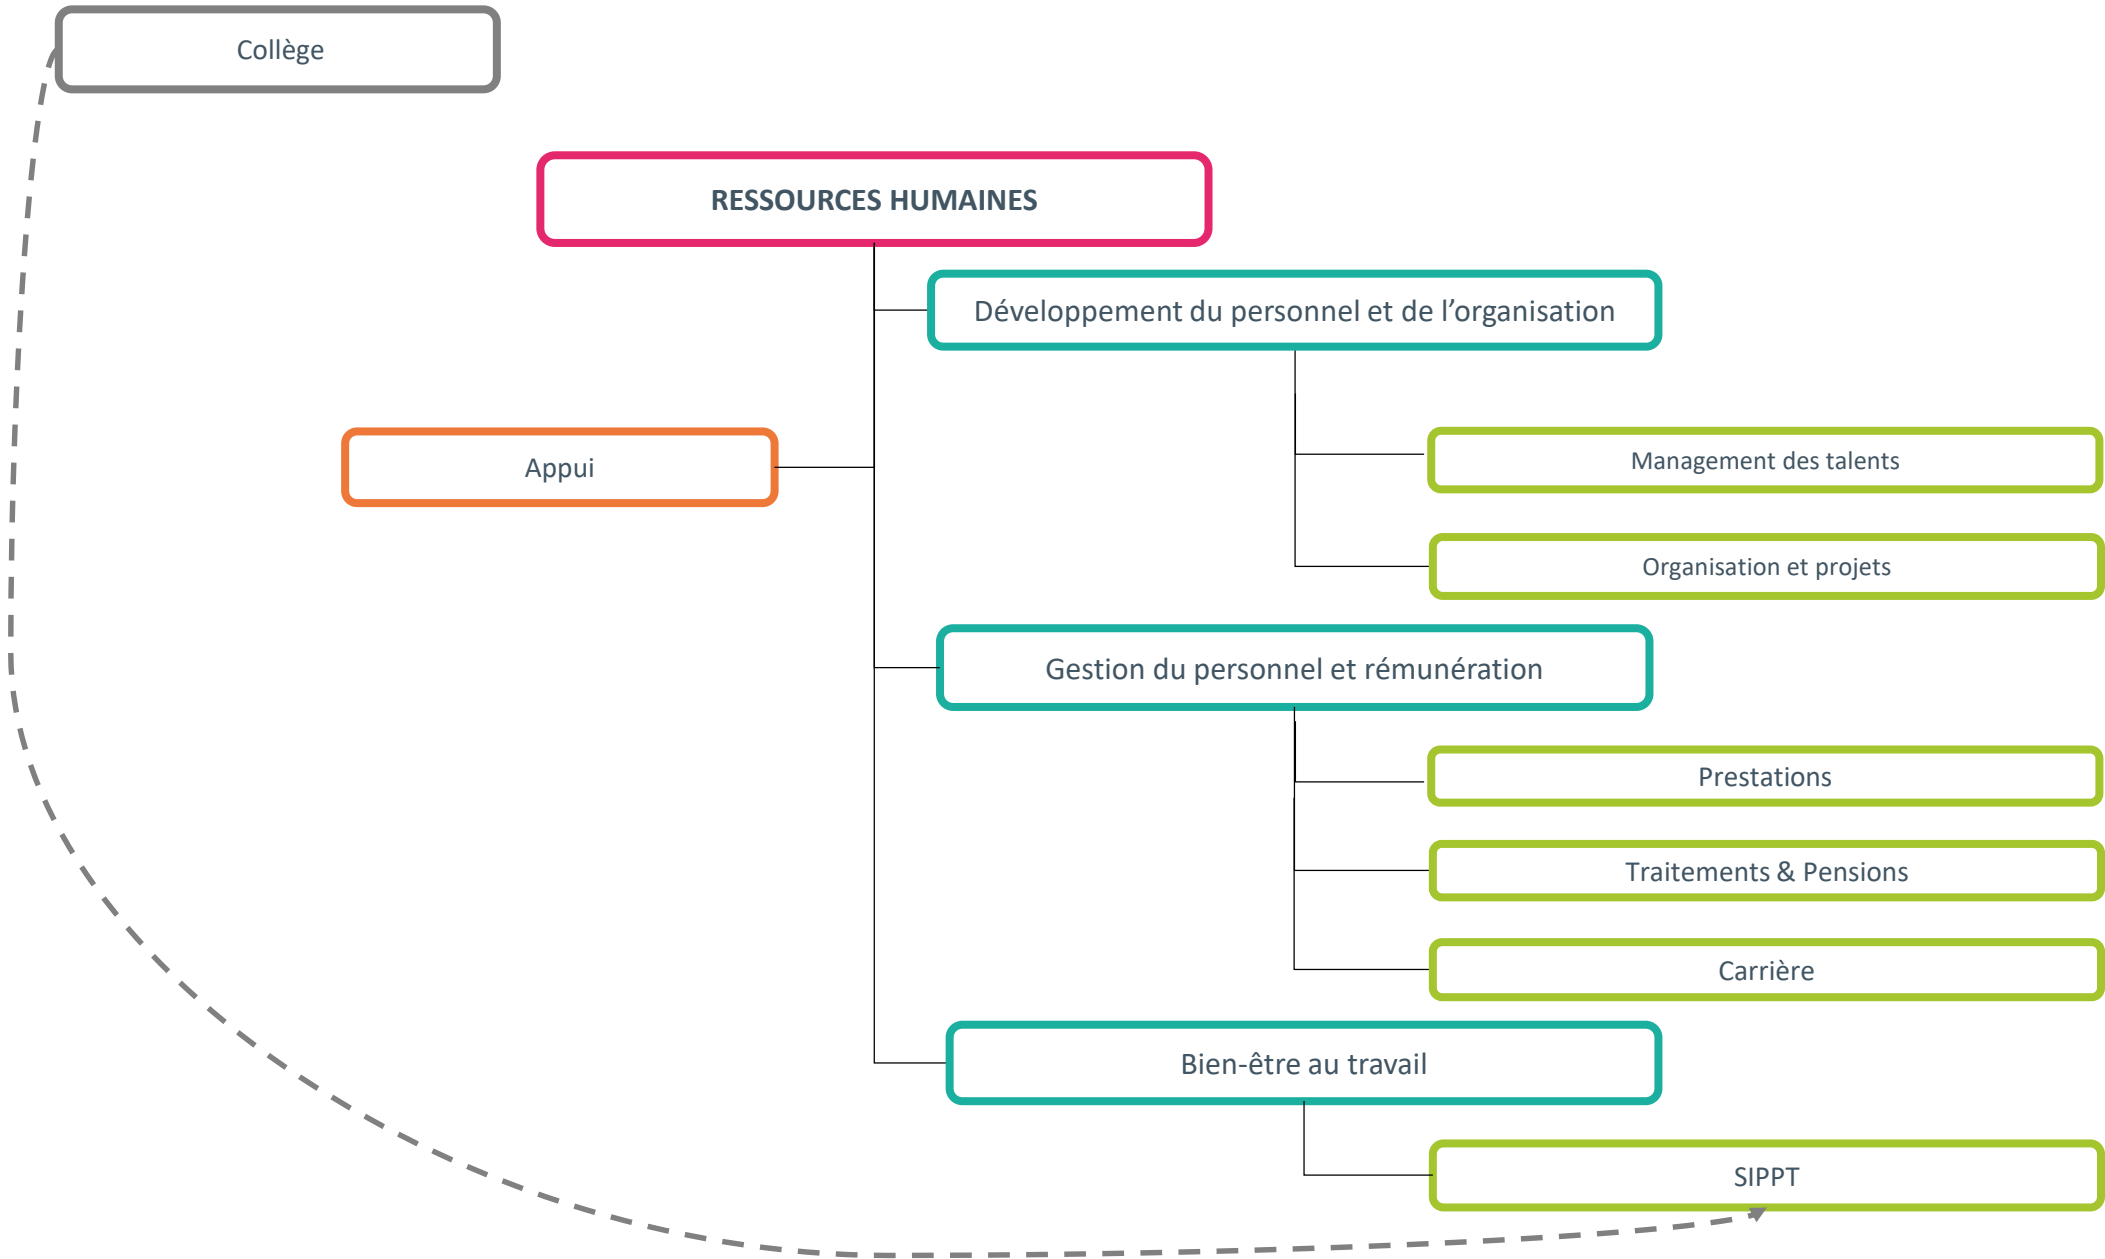 Collège
RESSOURCES HUMAINES
Développement du personnel et de l’organisation
Appui
Management des talents
Organisation et projets
Gestion du personnel et rémunération
Prestations
Traitements & Pensions
Carrière
Bien-être au travail
SIPPT